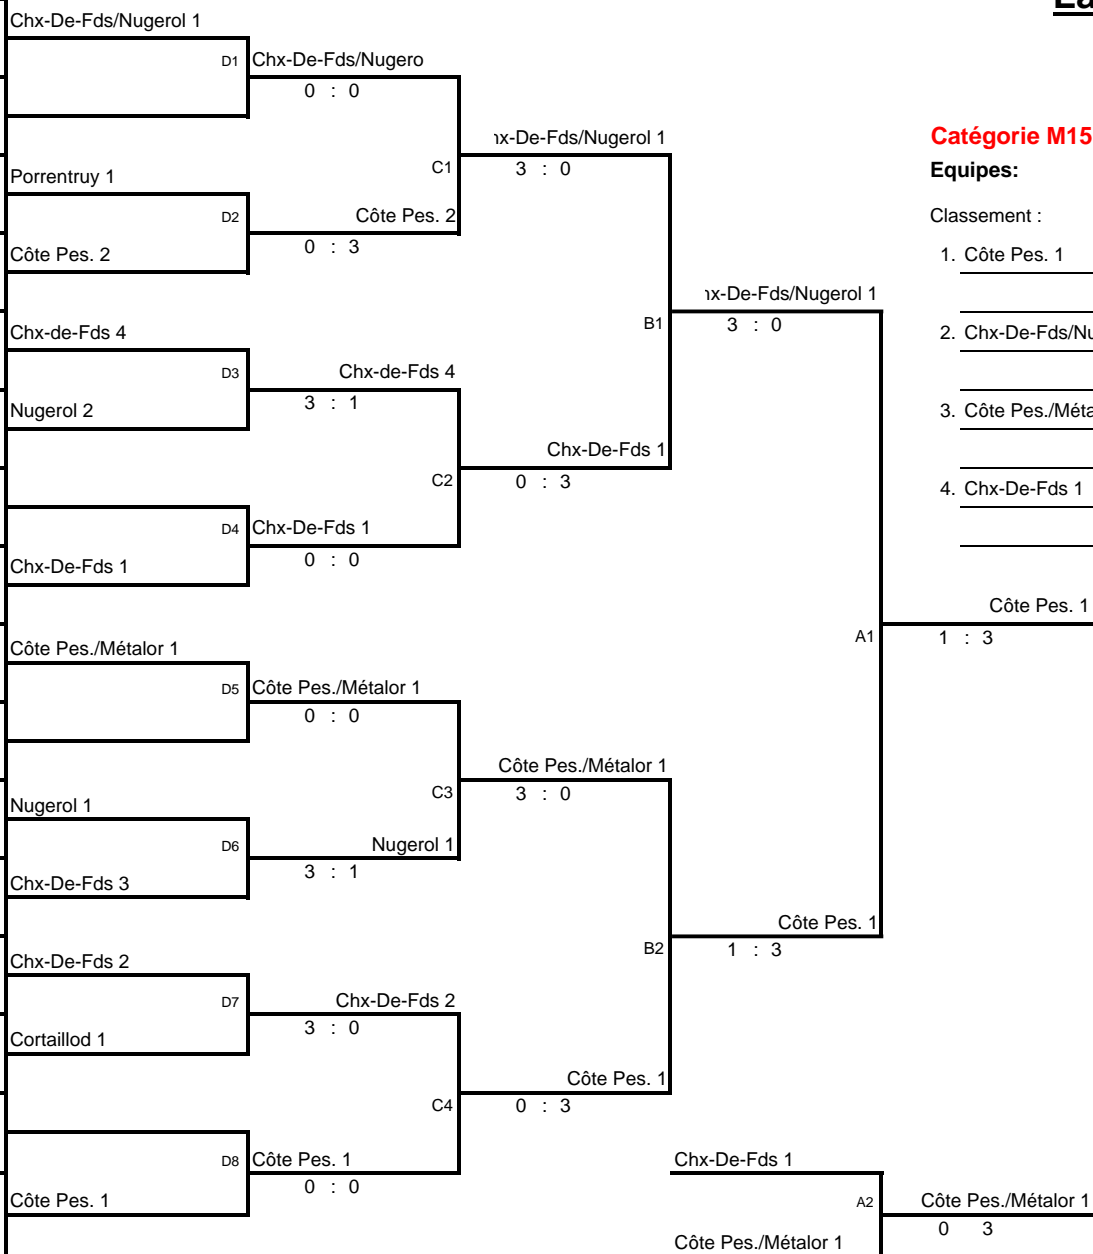 Chx-De-Fds/Nugerol 1
D1 Chx-De-Fds/Nugero
0 : 0
Porrentruy 1
D2 Côte Pes. 2
0 : 3
Côte Pes. 2
C1 x-De-Fds/Nugerol 1
3 : 0
Chx-de-Fds 4
D3 Chx-de-Fds 4
3 : 1
Nugerol 2
C2 Chx-De-Fds 1
0 : 3
D4 Chx-De-Fds 1
0 : 0
Chx-De-Fds 1
B1 x-De-Fds/Nugerol 1
3 : 0
Côte Pes./Métalor 1
D5 Côte Pes./Métalor 1
0 : 0
C3 Côte Pes./Métalor 1
3 : 0
Nugerol 1
D6 Nugerol 1
3 : 1
Chx-De-Fds 3
B2 Côte Pes. 1
1 : 3
Chx-De-Fds 2
D7 Chx-De-Fds 2
3 : 0
Cortaillod 1
C4 Côte Pes. 1
0 : 3
D8 Côte Pes. 1
0 : 0
Côte Pes. 1
Catégorie M15
Equipes:
Classement :
1. Côte Pes. 1
2. Chx-De-Fds/Nu
3. Côte Pes./Méta
4. Chx-De-Fds 1
A1 Côte Pes. 1
1 : 3
Chx-De-Fds 1
A2 Côte Pes./Métalor 1
0 3
Côte Pes./Métalor 1